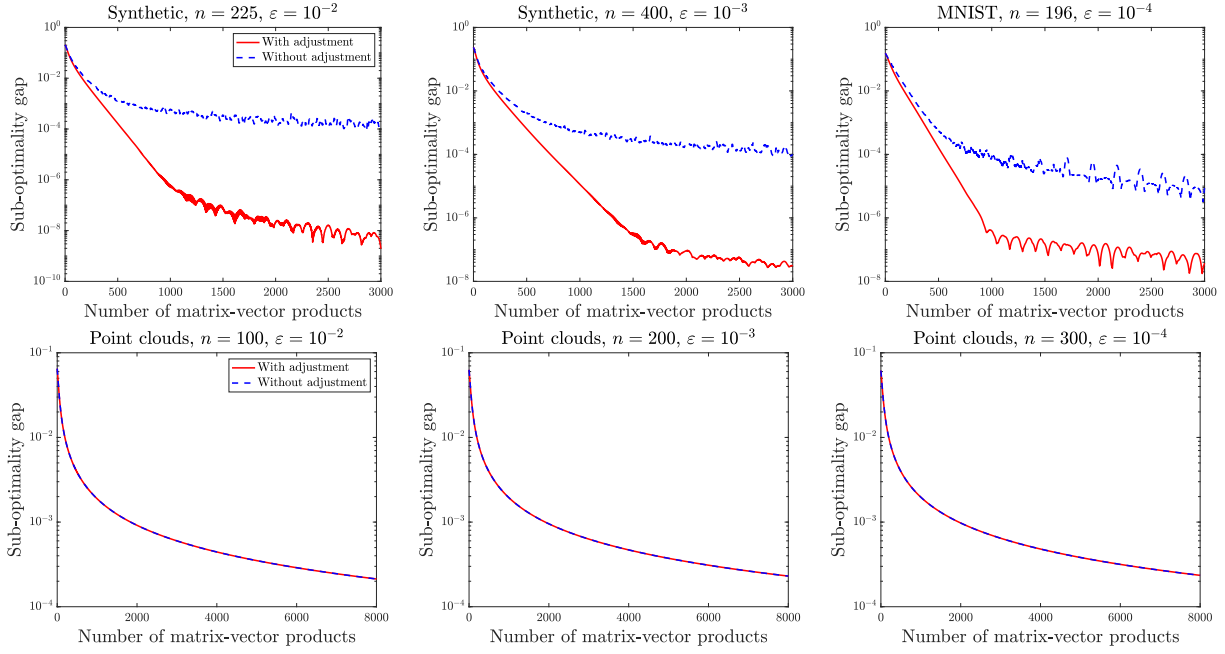 Synthetic, n = 225, ε = 10⁻²
Sub-optimality gap
10⁰
10⁻²
10⁻⁴
10⁻⁶
10⁻⁸
10⁻¹⁰
With adjustment
Without adjustment
0 500 1000 1500 2000 2500 3000
Number of matrix-vector products
Synthetic, n = 400, ε = 10⁻³
Sub-optimality gap
10⁰
10⁻²
10⁻⁴
10⁻⁶
10⁻⁸
0 500 1000 1500 2000 2500 3000
Number of matrix-vector products
MNIST, n = 196, ε = 10⁻⁴
Sub-optimality gap
10⁰
10⁻²
10⁻⁴
10⁻⁶
10⁻⁸
0 500 1000 1500 2000 2500 3000
Number of matrix-vector products
Point clouds, n = 100, ε = 10⁻²
Sub-optimality gap
10⁻¹
10⁻²
10⁻³
10⁻⁴
With adjustment
Without adjustment
0 2000 4000 6000 8000
Number of matrix-vector products
Point clouds, n = 200, ε = 10⁻³
Sub-optimality gap
10⁻¹
10⁻²
10⁻³
10⁻⁴
0 2000 4000 6000 8000
Number of matrix-vector products
Point clouds, n = 300, ε = 10⁻⁴
Sub-optimality gap
10⁻¹
10⁻²
10⁻³
10⁻⁴
0 2000 4000 6000 8000
Number of matrix-vector products